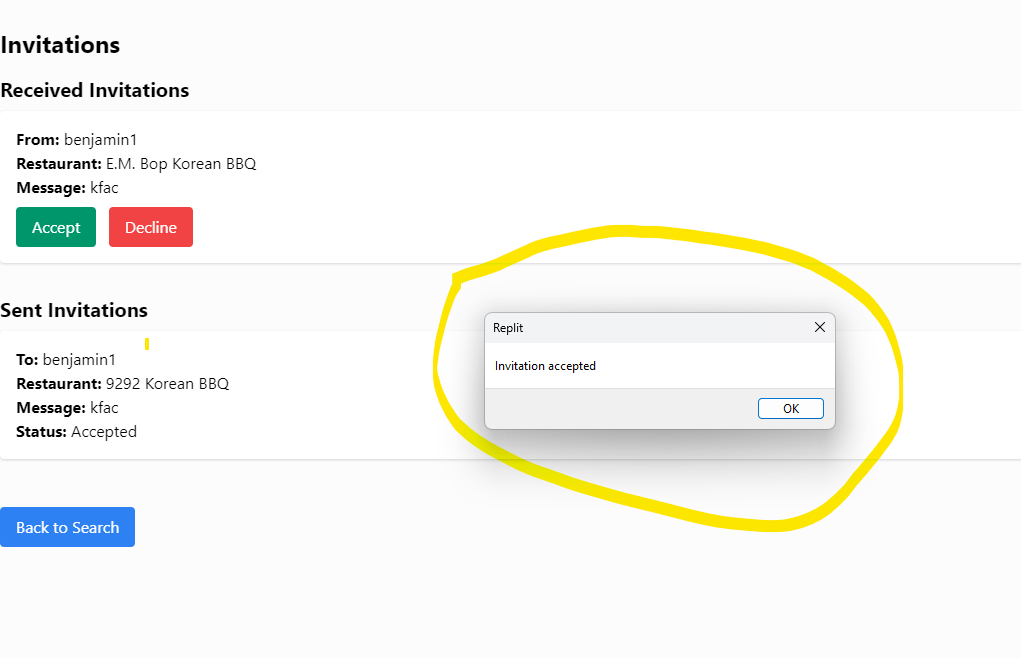 Invitations
Received Invitations
From: benjamin1
Restaurant: E.M. Bop Korean BBQ
Message: kfac
Accept Decline
Sent Invitations
To: benjamin1
Restaurant: 9292 Korean BBQ
Message: kfac
Status: Accepted
Back to Search
Replit
Invitation accepted
OK